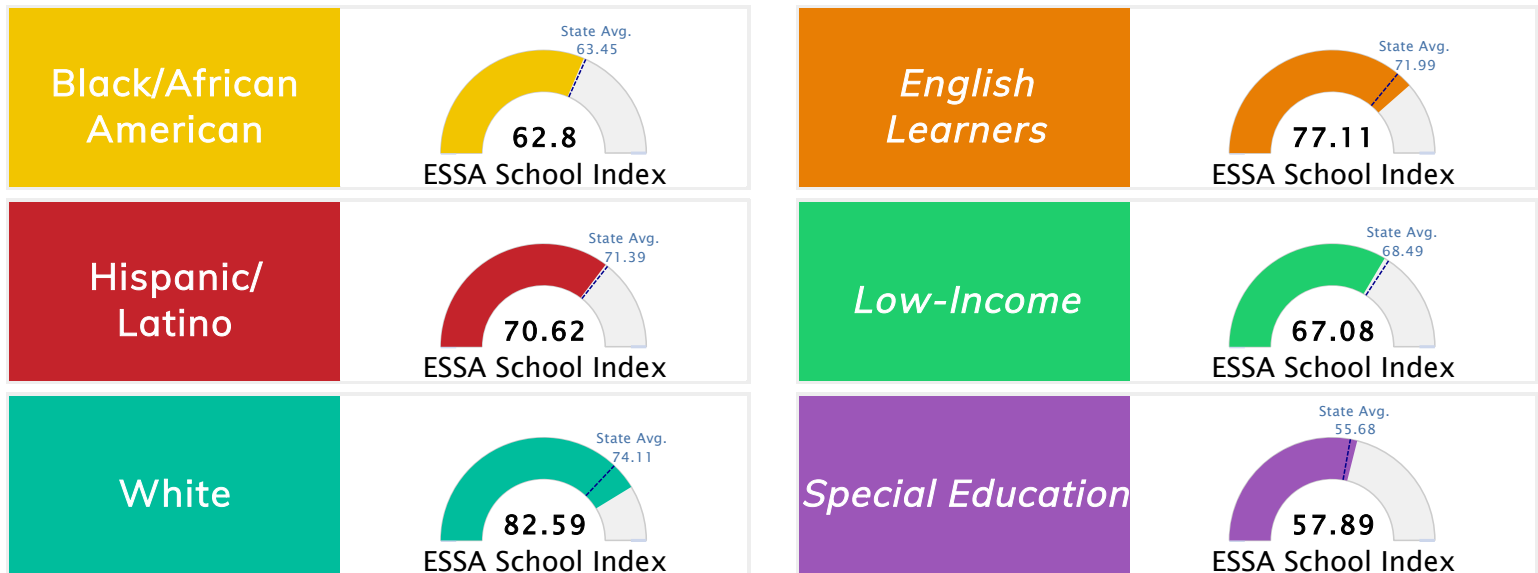 Black/African
American
State Avg.
63.45
62.8
ESSA School Index
English
Learners
State Avg.
71.99
77.11
ESSA School Index
Hispanic/
Latino
State Avg.
71.39
70.62
ESSA School Index
Low-Income
State Avg.
68.49
67.08
ESSA School Index
White
State Avg.
74.11
82.59
ESSA School Index
Special Education
State Avg.
55.68
57.89
ESSA School Index